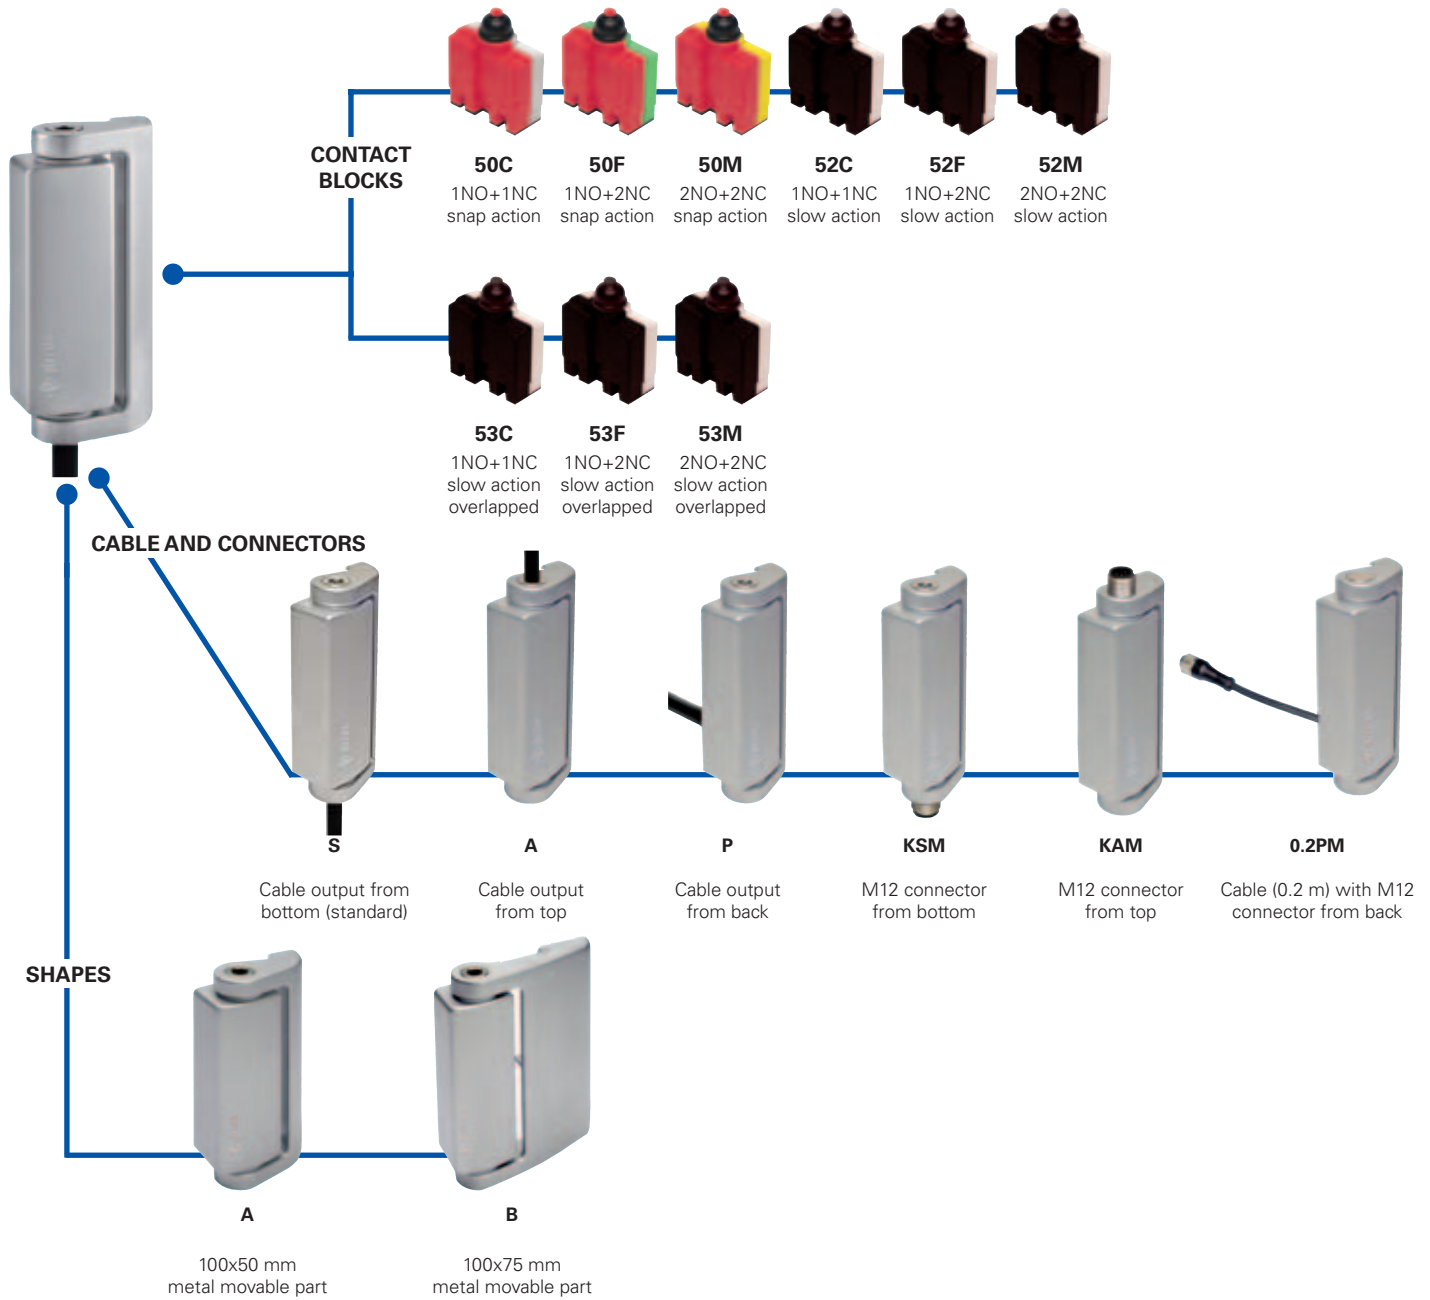 CONTACT
BLOCKS
50C
1NO+1NC
snap action
50F
1NO+2NC
snap action
50M
2NO+2NC
snap action
52C
1NO+1NC
slow action
52F
1NO+2NC
slow action
52M
2NO+2NC
slow action
53C
1NO+1NC
slow action
overlapped
53F
1NO+2NC
slow action
overlapped
53M
2NO+2NC
slow action
overlapped
CABLE AND CONNECTORS
S
Cable output from
bottom (standard)
A
Cable output
from top
P
Cable output
from back
KSM
M12 connector
from bottom
KAM
M12 connector
from top
0.2PM
Cable (0.2 m) with M12
connector from back
SHAPES
A
100x50 mm
metal movable part
B
100x75 mm
metal movable part